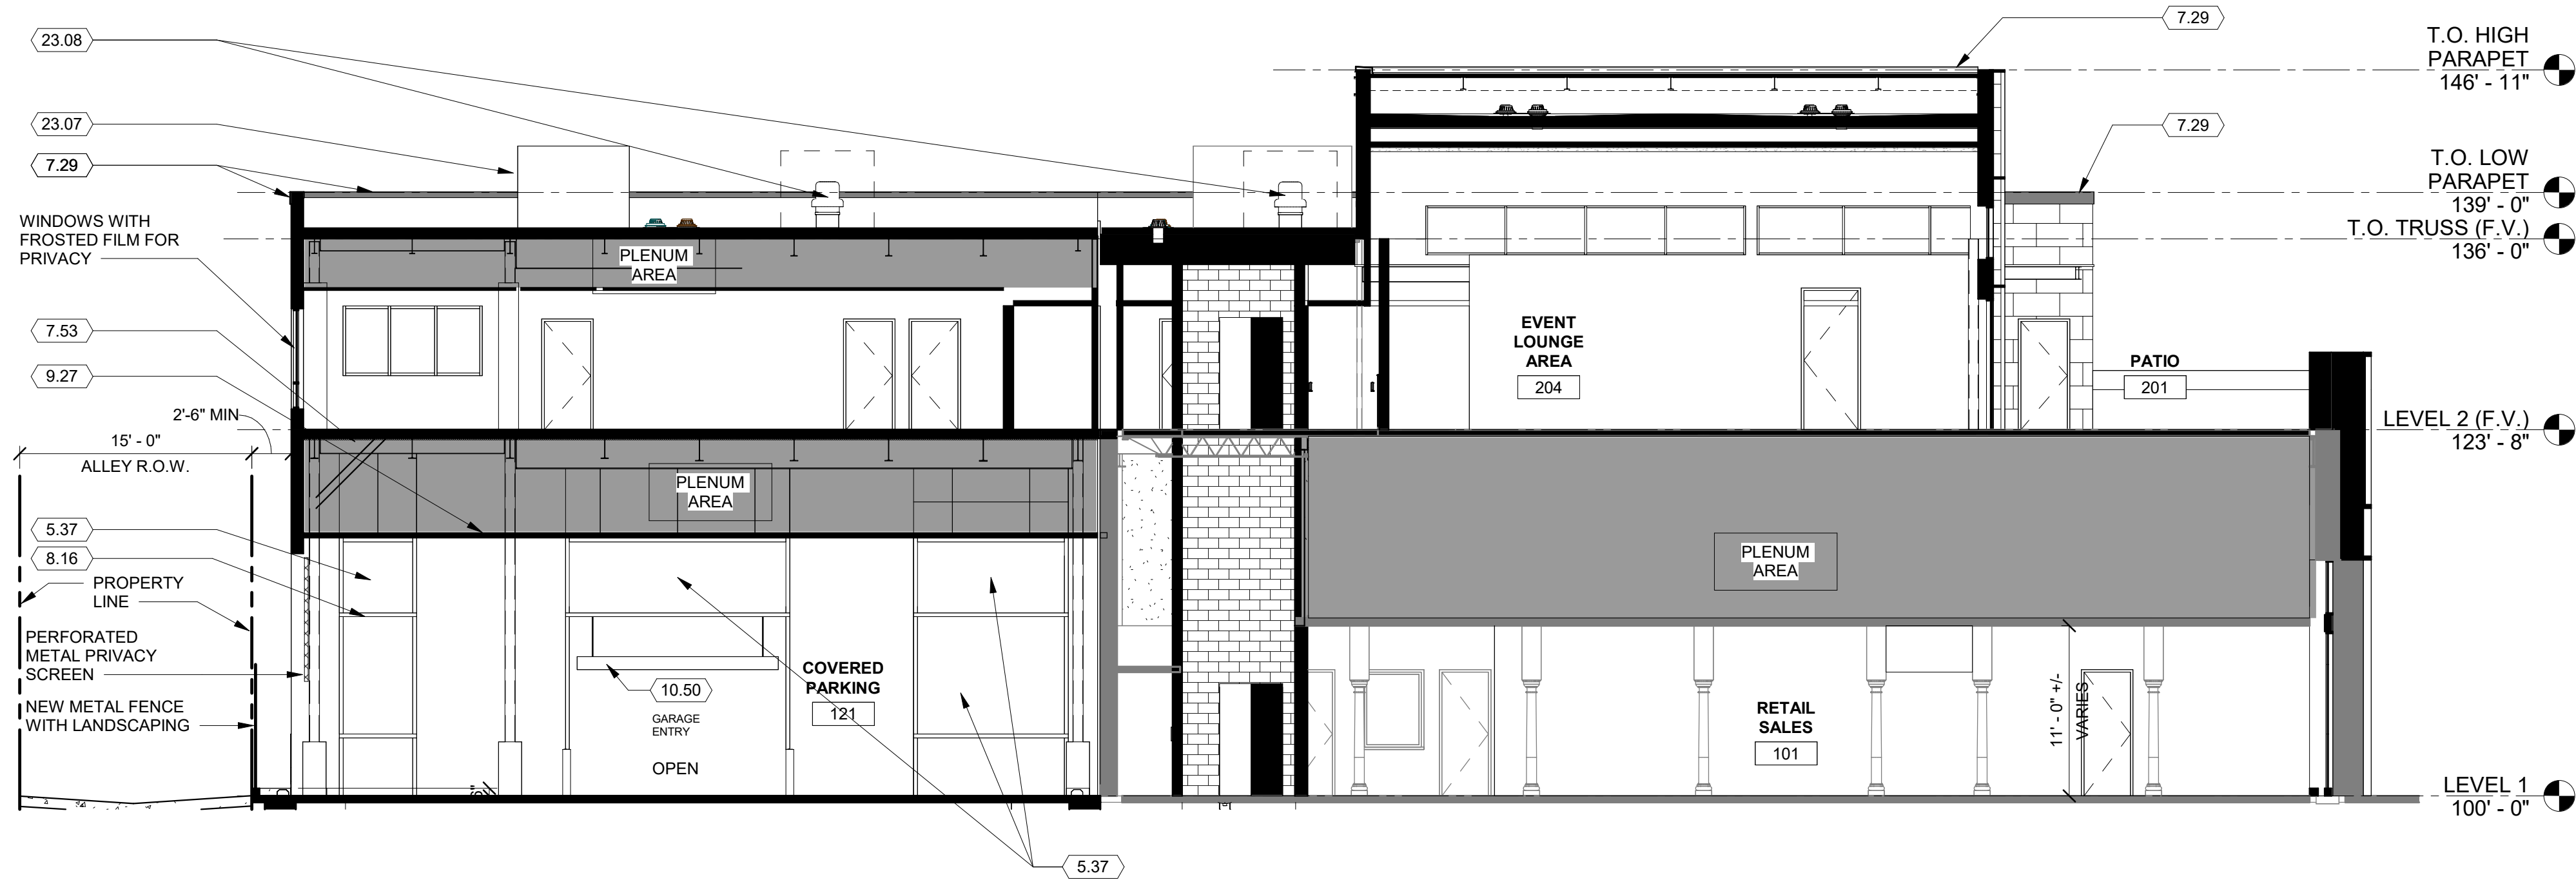 23.08
23.07
7.29
WINDOWS WITH
FROSTED FILM FOR
PRIVACY
7.53
9.27
2'-6" MIN
15' - 0"
ALLEY R.O.W.
5.37
8.16
PROPERTY
LINE
PERFORATED
METAL PRIVACY
SCREEN
NEW METAL FENCE
WITH LANDSCAPING
PLENUM
AREA
PLENUM
AREA
10.50
GARAGE
ENTRY
OPEN
COVERED
PARKING
121
5.37
EVENT
LOUNGE
AREA
204
PLENUM
AREA
RETAIL
SALES
101
11' - 0" +/-
VARIES
PATIO
201
7.29
7.29
T.O. HIGH
PARAPET
146' - 11"
T.O. LOW
PARAPET
139' - 0"
T.O. TRUSS (F.V.)
136' - 0"
LEVEL 2 (F.V.)
123' - 8"
LEVEL 1
100' - 0"